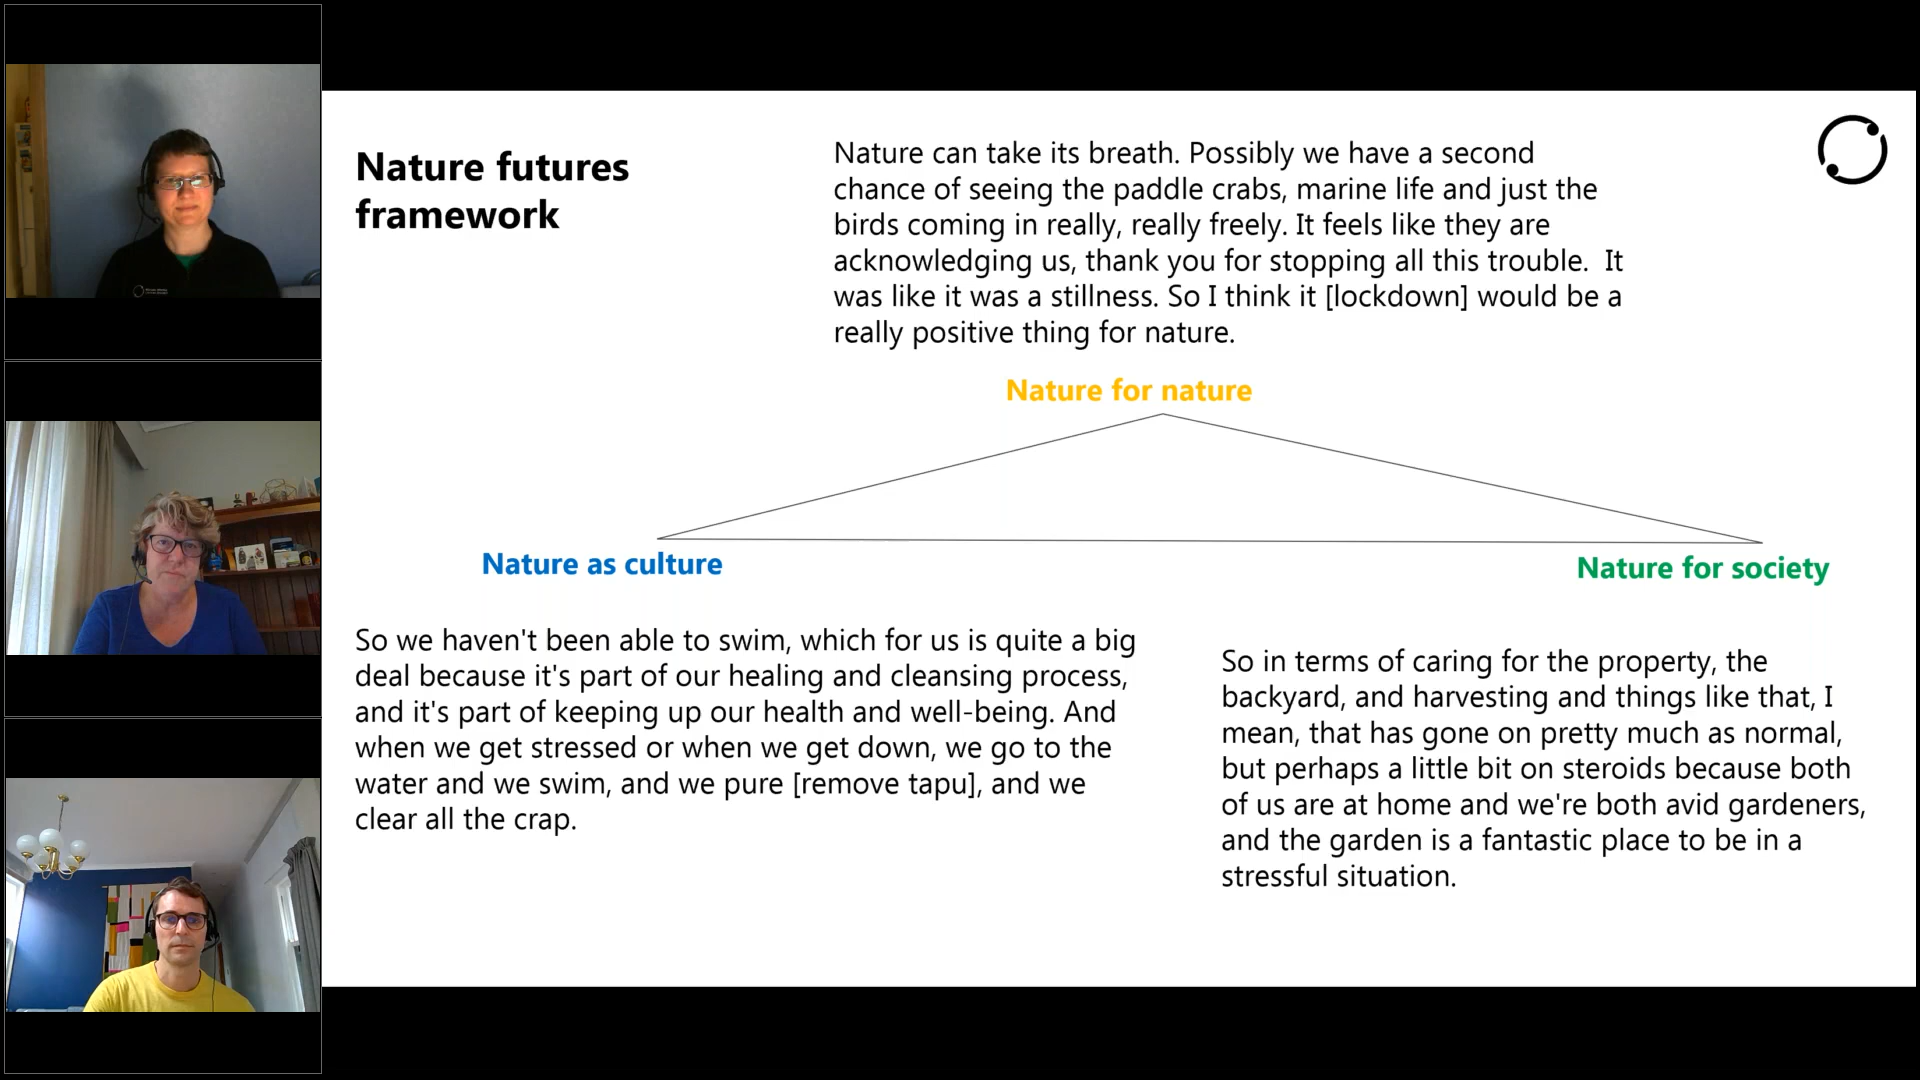 Nature futures
framework
Nature can take its breath. Possibly we have a second
chance of seeing the paddle crabs, marine life and just the
birds coming in really, really freely. It feels like they are
acknowledging us, thank you for stopping all this trouble.  It
was like it was a stillness. So I think it [lockdown] would be a
really positive thing for nature.
Nature for nature
Nature as culture
Nature for society
So we haven't been able to swim, which for us is quite a big
deal because it's part of our healing and cleansing process,
and it's part of keeping up our health and well-being. And
when we get stressed or when we get down, we go to the
water and we swim, and we pure [remove tapu], and we
clear all the crap.
So in terms of caring for the property, the
backyard, and harvesting and things like that, I
mean, that has gone on pretty much as normal,
but perhaps a little bit on steroids because both
of us are at home and we're both avid gardeners,
and the garden is a fantastic place to be in a
stressful situation.